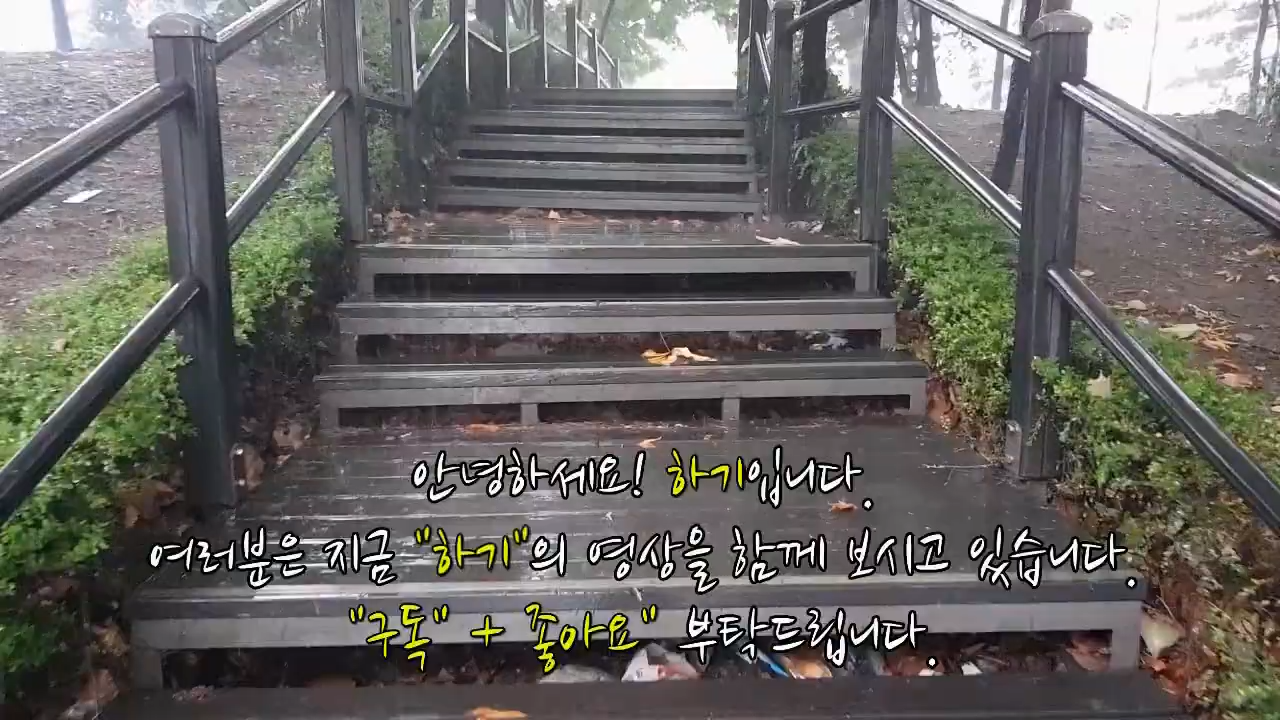 안녕하세요! 하기입니다.
여러분은 지금 "하기"의 영상을 함께 보시고 있습니다.
"구독" + 좋아요" 부탁드립니다.